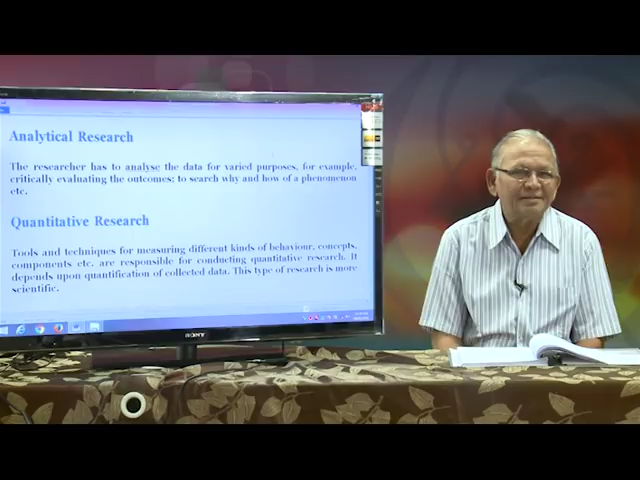 Analytical Research
The researcher has to analyse the data for varied purposes, for example,
critically evaluating the outcomes; to search why and how of a phenomenon
etc.
Quantitative Research
Tools and techniques for measuring different kinds of behaviour, concepts,
components etc. are responsible for conducting quantitative research. It
depends upon quantification of collected data. This type of research is more
scientific.
SONY